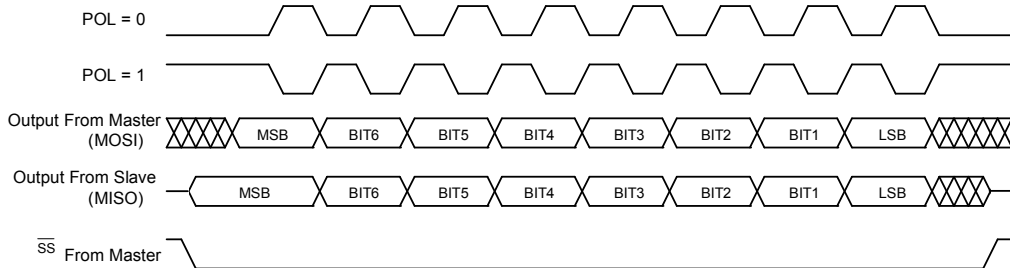 POL = 0
POL = 1
Output From Master
(MOSI)
MSB BIT6 BIT5 BIT4 BIT3 BIT2 BIT1 LSB
Output From Slave
(MISO)
MSB BIT6 BIT5 BIT4 BIT3 BIT2 BIT1 LSB
SS From Master